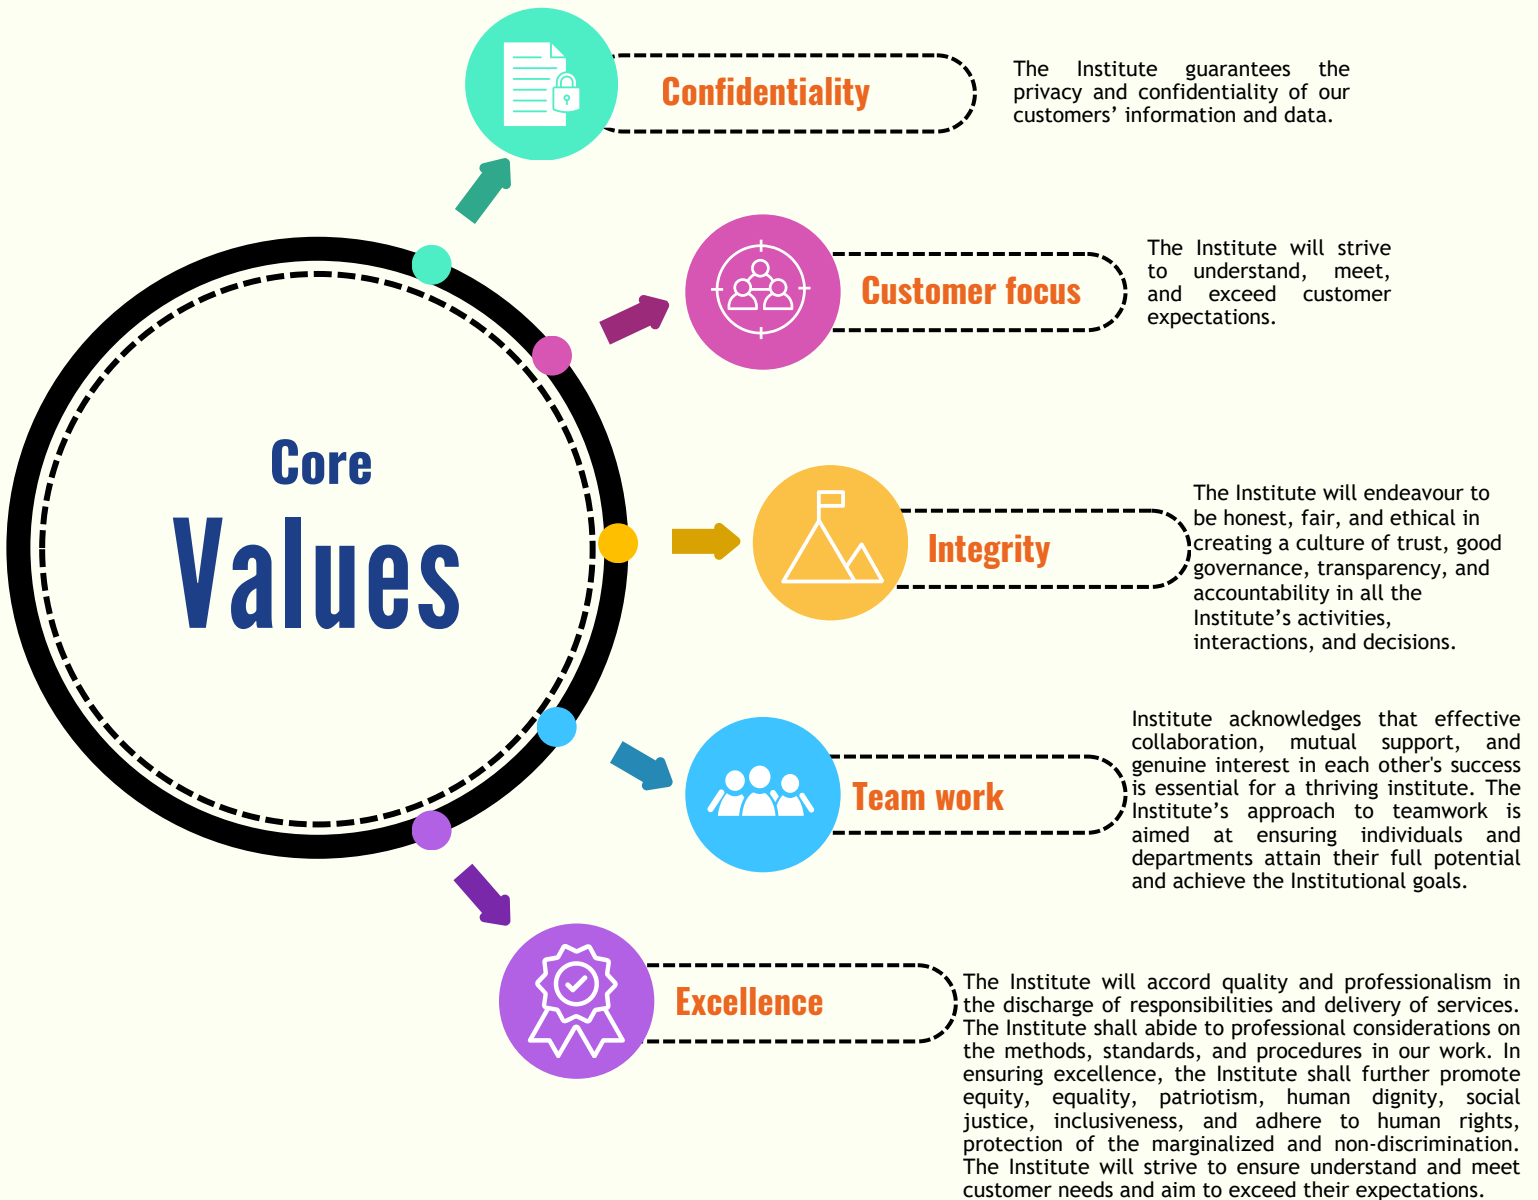 Confidentiality
The Institute guarantees the
privacy and confidentiality of our
customers’ information and data.
Customer focus
The Institute will strive
to understand, meet,
and exceed customer
expectations.
Core
Values
Integrity
The Institute will endeavour to
be honest, fair, and ethical in
creating a culture of trust, good
governance, transparency, and
accountability in all the
Institute’s activities,
interactions, and decisions.
Team work
Institute acknowledges that effective
collaboration, mutual support, and
genuine interest in each other's success
is essential for a thriving institute. The
Institute’s approach to teamwork is
aimed at ensuring individuals and
departments attain their full potential
and achieve the Institutional goals.
Excellence
The Institute will accord quality and professionalism in
the discharge of responsibilities and delivery of services.
The Institute shall abide to professional considerations on
the methods, standards, and procedures in our work. In
ensuring excellence, the Institute shall further promote
equity, equality, patriotism, human dignity, social
justice, inclusiveness, and adhere to human rights,
protection of the marginalized and non-discrimination.
The Institute will strive to ensure understand and meet
customer needs and aim to exceed their expectations.